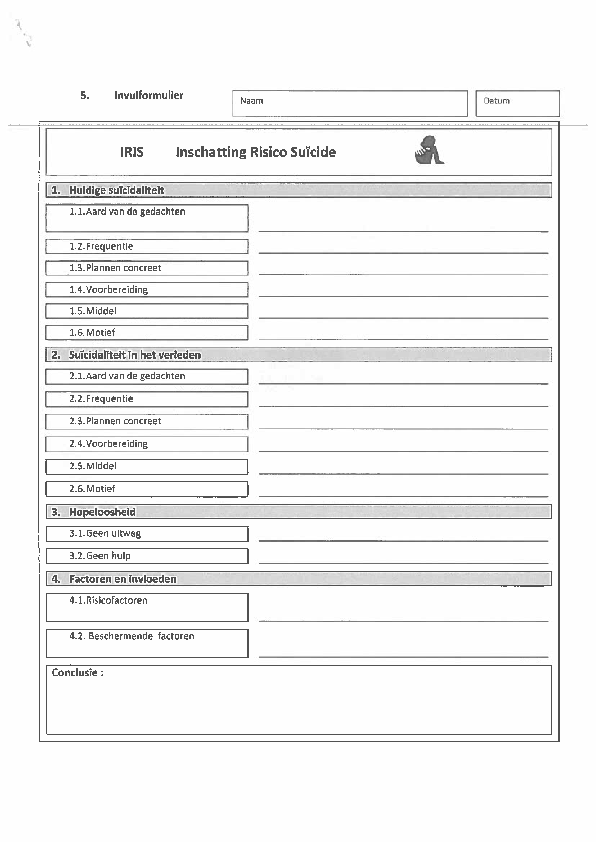 5. Invulformulier
Naam
Datum
IRIS Inschatting Risico Suïcide
1. Huidige suïcidaliteit
1.1.Aard van de gedachten
1.2.Frequentie
1.3.Plannen concreet
1.4.Voorbereiding
1.5.Middel
1.6.Motief
2. Suïcidaliteit in het verleden
2.1.Aard van de gedachten
2.2.Frequentie
2.3.Plannen concreet
2.4.Voorbereiding
2.5.Middel
2.6.Motief
3. Hopeloosheid
3.1.Geen uitweg
3.2.Geen hulp
4. Factoren en invloeden
4.1.Risicofactoren
4.2. Beschermende factoren
Conclusie :